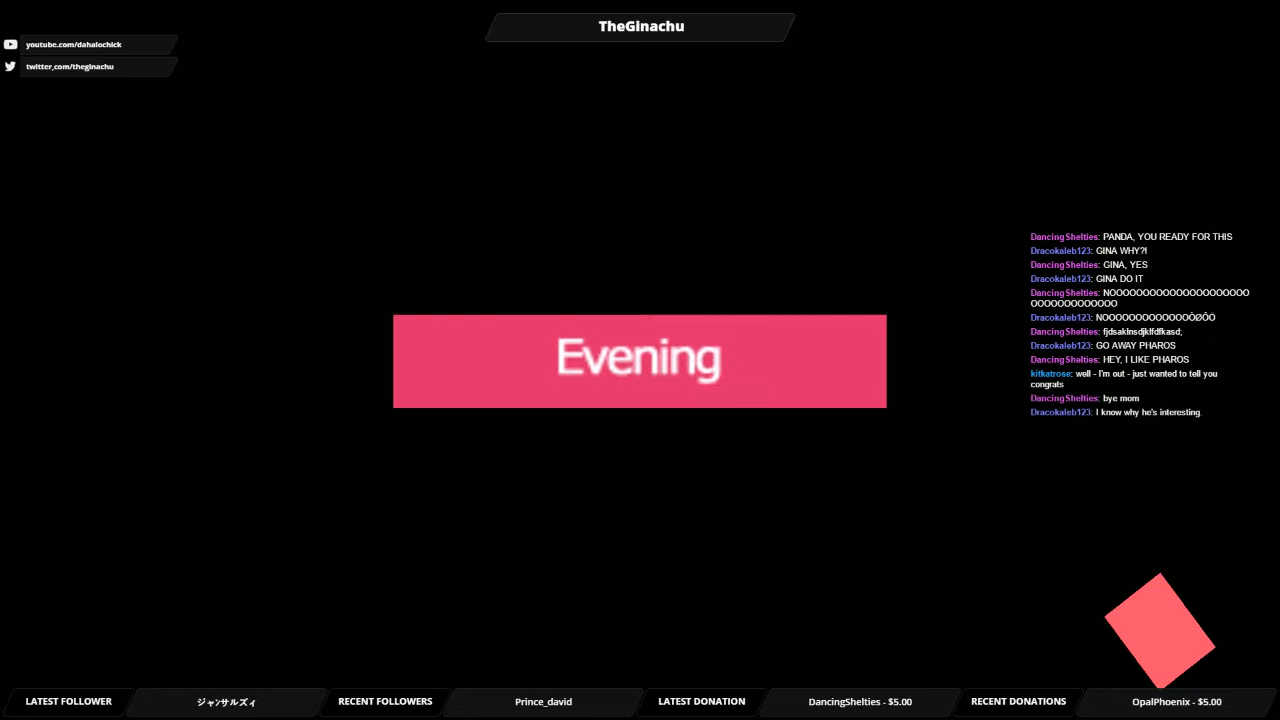 TheGinachu
youtube.com/dahalochick
twitter.com/theginachu
Evening
DancingShelties: PANDA, YOU READY FOR THIS
Dracokaleb123: GINA WHY?!
DancingShelties: GINA, YES
Dracokaleb123: GINA DO IT
DancingShelties: NOOOOOOOOOOOOOOOOOOOOOO
OOOOOOOOOOOOO
Dracokaleb123: NOOOOOOOOOOOOOÔØÔÖ
DancingShelties: fjdsaklnsdjklfdfkasd;
Dracokaleb123: GO AWAY PHAROS
DancingShelties: HEY, I LIKE PHAROS
kitkatrose: well - I'm out - just wanted to tell you
congrats
DancingShelties: bye mom
Dracokaleb123: I know why he's interesting
LATEST FOLLOWER ジャンサルズィ RECENT FOLLOWERS Prince_david LATEST DONATION DancingShelties - $5.00 RECENT DONATIONS OpalPhoenix - $5.00